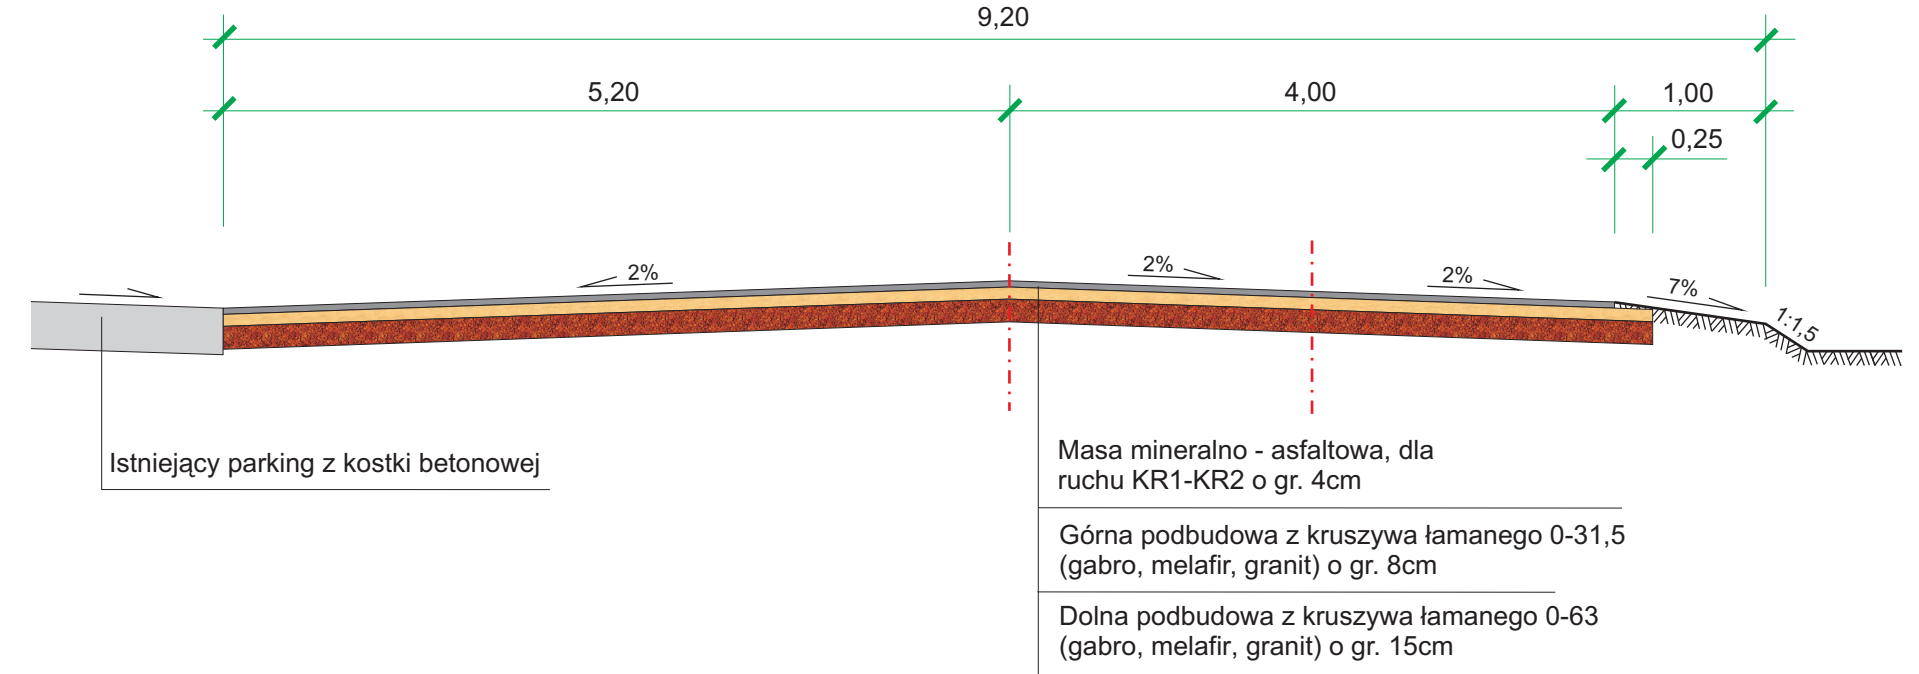 9,20
5,20
4,00
1,00
0,25
2%
2%
2%
7%
1:1,5
Istniejący parking z kostki betonowej
Masa mineralno - asfaltowa, dla
ruchu KR1-KR2 o gr. 4cm
Górna podbudowa z kruszywa łamanego 0-31,5
(gabro, melafir, granit) o gr. 8cm
Dolna podbudowa z kruszywa łamanego 0-63
(gabro, melafir, granit) o gr. 15cm